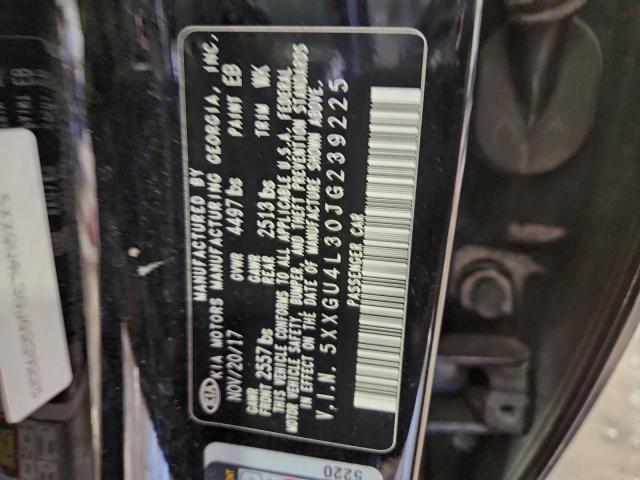 MANUFACTURED BY
KIA KIA MOTORS MANUFACTURING GEORGIA, INC.
NOV/20/17 GVWR 4497 lbs PAINT EB
GAWR FRONT 2557 lbs GAWR REAR 2513 lbs TRIM WK
THIS VEHICLE CONFORMS TO ALL APPLICABLE U.S.A. FEDERAL
MOTOR VEHICLE SAFETY, BUMPER, AND THEFT PREVENTION STANDARDS
IN EFFECT ON THE DATE OF MANUFACTURE SHOWN ABOVE.
V.I.N. 5XXGU4L30JG239225
PASSENGER CAR
5220